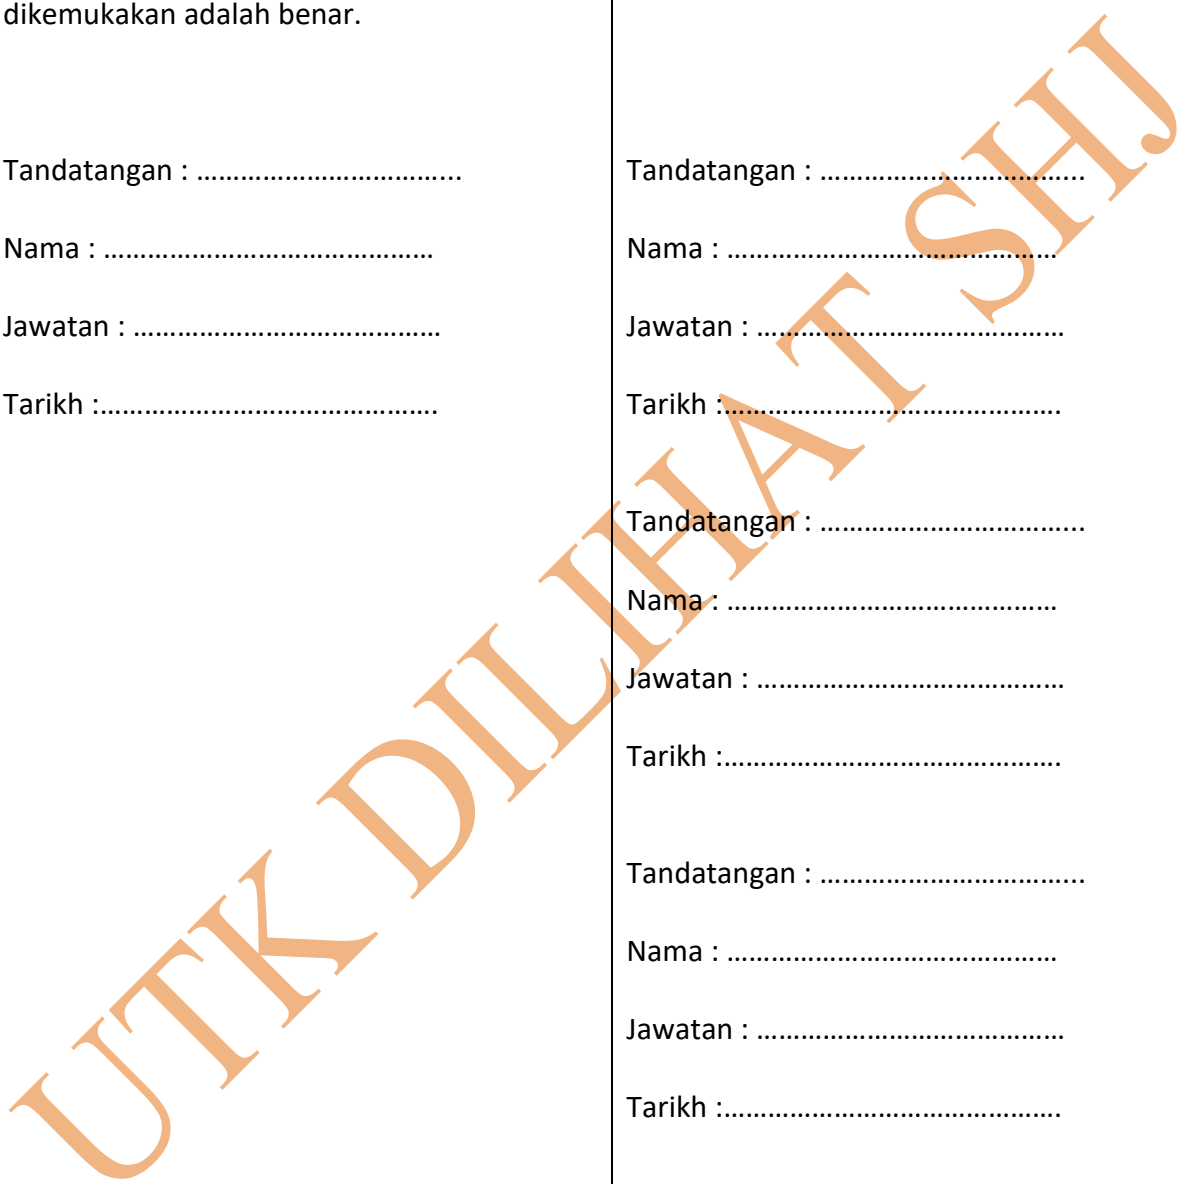 dikemukakan adalah benar.
Tandatangan : ……………………………...
Nama : ………………………………………
Jawatan : ……………………………………
Tarikh :……………………………………….
Tandatangan : ……………………………...
Nama : ………………………………………
Jawatan : ……………………………………
Tarikh :……………………………………….
Tandatangan : ……………………………...
Nama : ………………………………………
Jawatan : ……………………………………
Tarikh :……………………………………….
Tandatangan : ……………………………...
Nama : ………………………………………
Jawatan : ……………………………………
Tarikh :……………………………………….
UTK DILIHAT SHJ